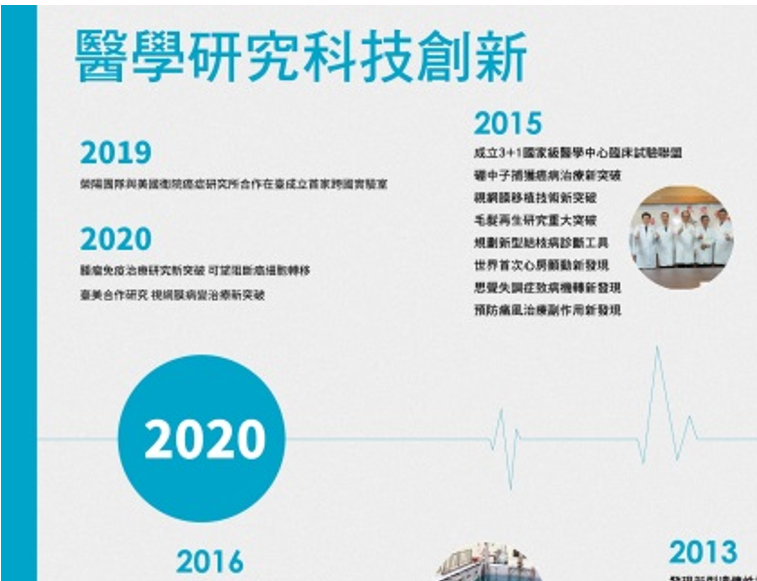 醫學研究科技創新
2019
榮陽團隊與美國衛院癌症研究所合作在臺成立首家跨國實驗室
2020
腫瘤免疫治療研究新突破 可望阻斷癌細胞轉移
臺美合作研究 視網膜病變治療新突破
2015
成立3+1國家級醫學中心臨床試驗聯盟
硼中子捕獲癌病治療新突破
視網膜移植技術新突破
毛髮再生研究重大突破
規劃新型結核病診斷工具
世界首次心房顫動新發現
思覺失調症致病機轉新發現
預防痛風治療副作用新發現
2020
2016
2013